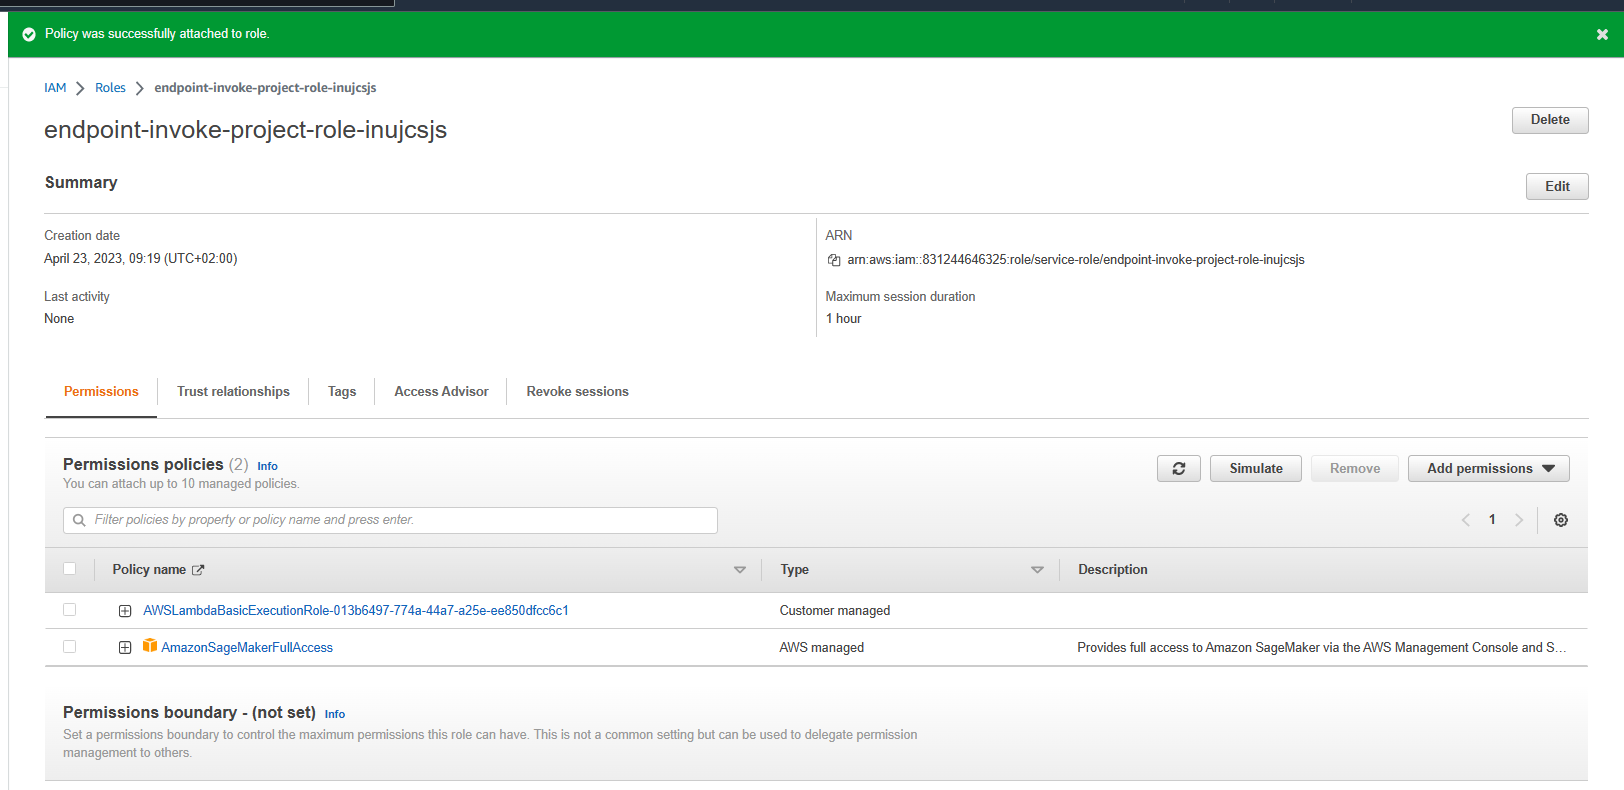 Policy was successfully attached to role.
IAM Roles endpoint-invoke-project-role-inujcsjs
endpoint-invoke-project-role-inujcsjs
Delete
Summary
Edit
Creation date
April 23, 2023, 09:19 (UTC+02:00)
ARN
arn:aws:iam::831244646325:role/service-role/endpoint-invoke-project-role-inujcsjs
Last activity
None
Maximum session duration
1 hour
Permissions Trust relationships Tags Access Advisor Revoke sessions
Permissions policies (2) Info
You can attach up to 10 managed policies.
Simulate Remove Add permissions
Filter policies by property or policy name and press enter.
1
Policy name Type Description
AWSLambdaBasicExecutionRole-013b6497-774a-44a7-a25e-ee850dfcc6c1 Customer managed
AmazonSageMakerFullAccess AWS managed Provides full access to Amazon SageMaker via the AWS Management Console and S...
Permissions boundary - (not set) Info
Set a permissions boundary to control the maximum permissions this role can have. This is not a common setting but can be used to delegate permission
management to others.